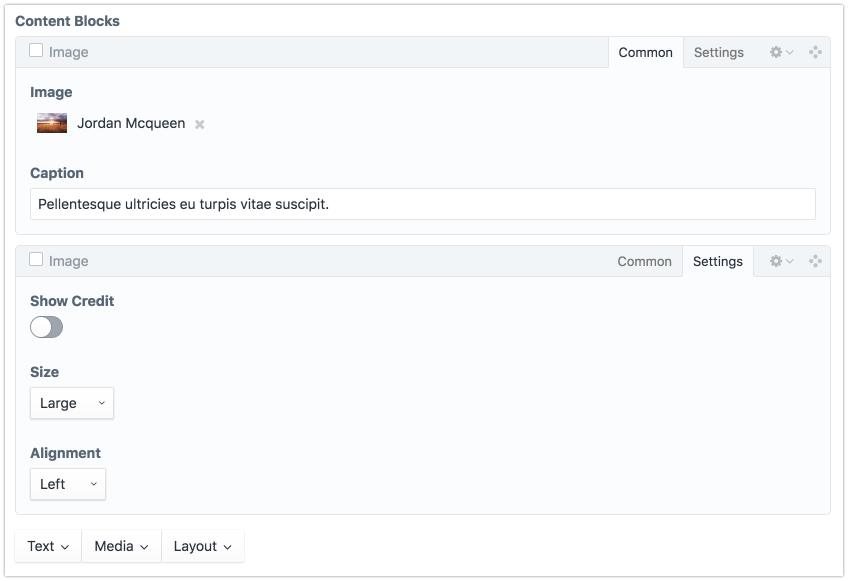 Content Blocks
Image Common Settings
Image
Jordan Mcqueen
Caption
Pellentesque ultricies eu turpis vitae suscipit.
Image Common Settings
Show Credit
Size
Large
Alignment
Left
Text Media Layout